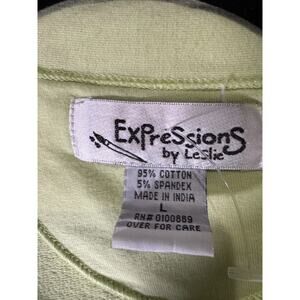 Expressions
by Leslie
95% COTTON
5% SPANDEX
MADE IN INDIA
L
RN# 0100889
OVER FOR CARE